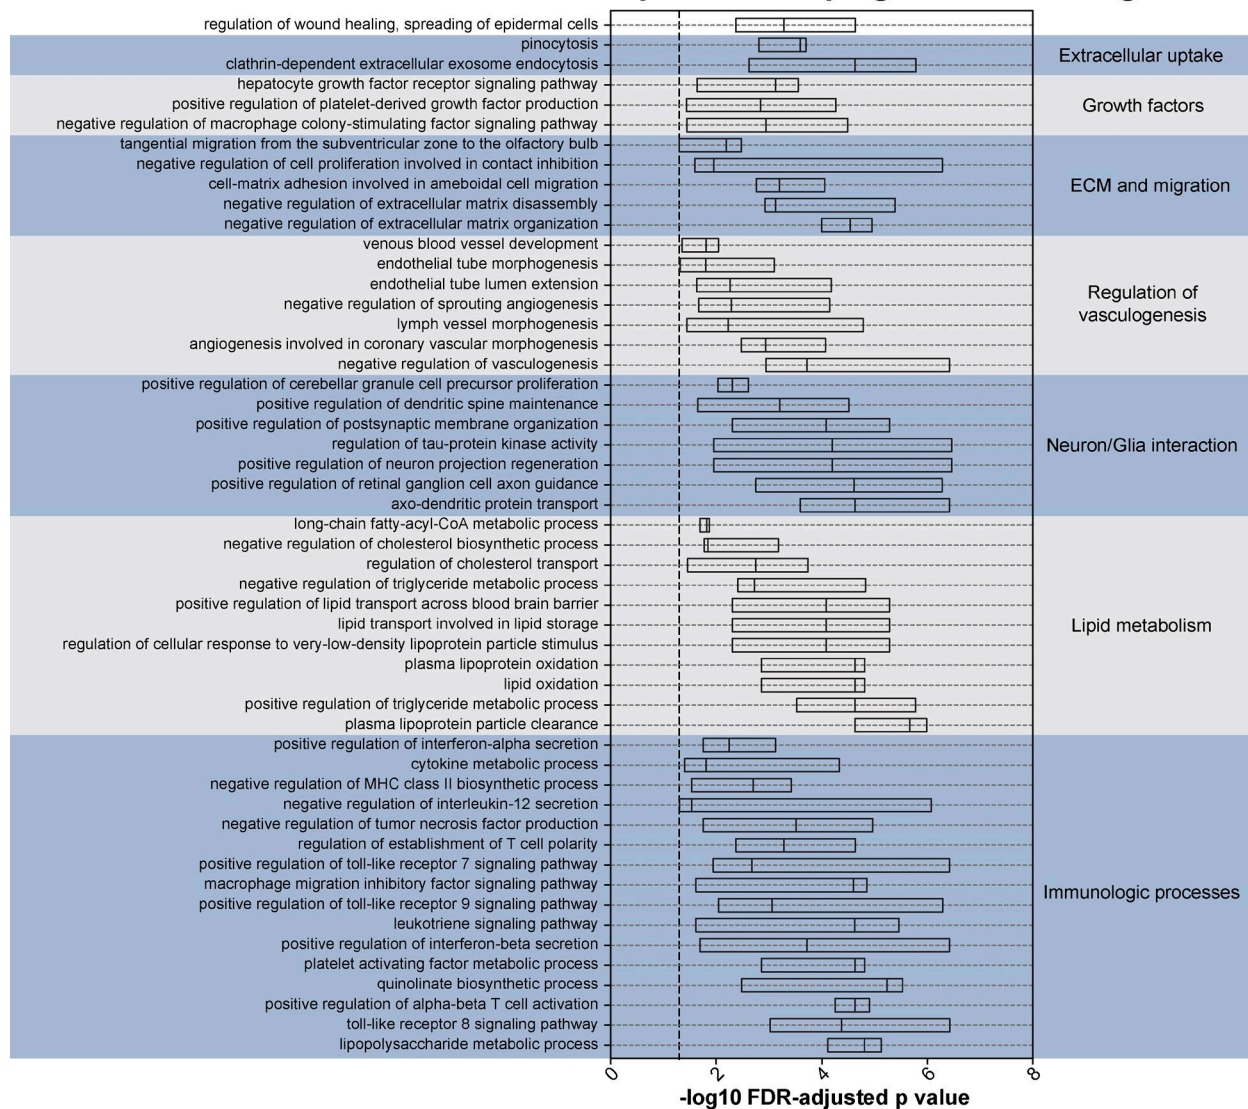 regulation of wound healing, spreading of epidermal cells
pinocytosis
clathrin-dependent extracellular exosome endocytosis
Extracellular uptake
hepatocyte growth factor receptor signaling pathway
positive regulation of platelet-derived growth factor production
negative regulation of macrophage colony-stimulating factor signaling pathway
Growth factors
tangential migration from the subventricular zone to the olfactory bulb
negative regulation of cell proliferation involved in contact inhibition
cell-matrix adhesion involved in ameboidal cell migration
negative regulation of extracellular matrix disassembly
negative regulation of extracellular matrix organization
ECM and migration
venous blood vessel development
endothelial tube morphogenesis
endothelial tube lumen extension
negative regulation of sprouting angiogenesis
lymph vessel morphogenesis
angiogenesis involved in coronary vascular morphogenesis
negative regulation of vasculogenesis
Regulation of
vasculogenesis
positive regulation of cerebellar granule cell precursor proliferation
positive regulation of dendritic spine maintenance
positive regulation of postsynaptic membrane organization
regulation of tau-protein kinase activity
positive regulation of neuron projection regeneration
positive regulation of retinal ganglion cell axon guidance
axo-dendritic protein transport
Neuron/Glia interaction
long-chain fatty-acyl-CoA metabolic process
negative regulation of cholesterol biosynthetic process
regulation of cholesterol transport
negative regulation of triglyceride metabolic process
positive regulation of lipid transport across blood brain barrier
lipid transport involved in lipid storage
regulation of cellular response to very-low-density lipoprotein particle stimulus
plasma lipoprotein oxidation
lipid oxidation
positive regulation of triglyceride metabolic process
plasma lipoprotein particle clearance
Lipid metabolism
positive regulation of interferon-alpha secretion
cytokine metabolic process
negative regulation of MHC class II biosynthetic process
negative regulation of interleukin-12 secretion
negative regulation of tumor necrosis factor production
regulation of establishment of T cell polarity
positive regulation of toll-like receptor 7 signaling pathway
macrophage migration inhibitory factor signaling pathway
positive regulation of toll-like receptor 9 signaling pathway
leukotriene signaling pathway
positive regulation of interferon-beta secretion
platelet activating factor metabolic process
quinolinate biosynthetic process
positive regulation of alpha-beta T cell activation
toll-like receptor 8 signaling pathway
lipopolysaccharide metabolic process
Immunologic processes
0 2 4 6 8
-log10 FDR-adjusted p value